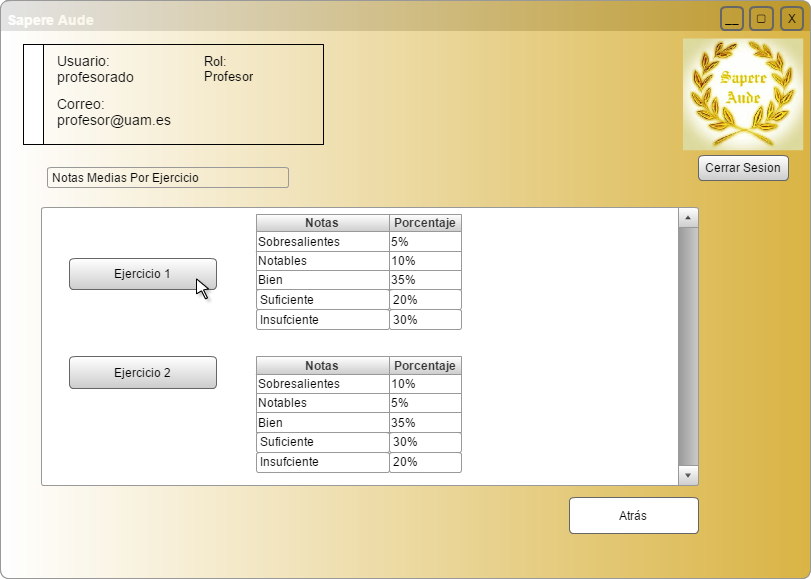 Sapere Aude
__ □ X
Usuario:
profesorado
Rol:
Profesor
Correo:
profesor@uam.es
Sapere
Aude
Cerrar Sesion
Notas Medias Por Ejercicio
Ejercicio 1
Notas Porcentaje
Sobresalientes 5%
Notables 10%
Bien 35%
Suficiente 20%
Insufciente 30%
Ejercicio 2
Notas Porcentaje
Sobresalientes 10%
Notables 5%
Bien 35%
Suficiente 30%
Insufciente 20%
Atrás